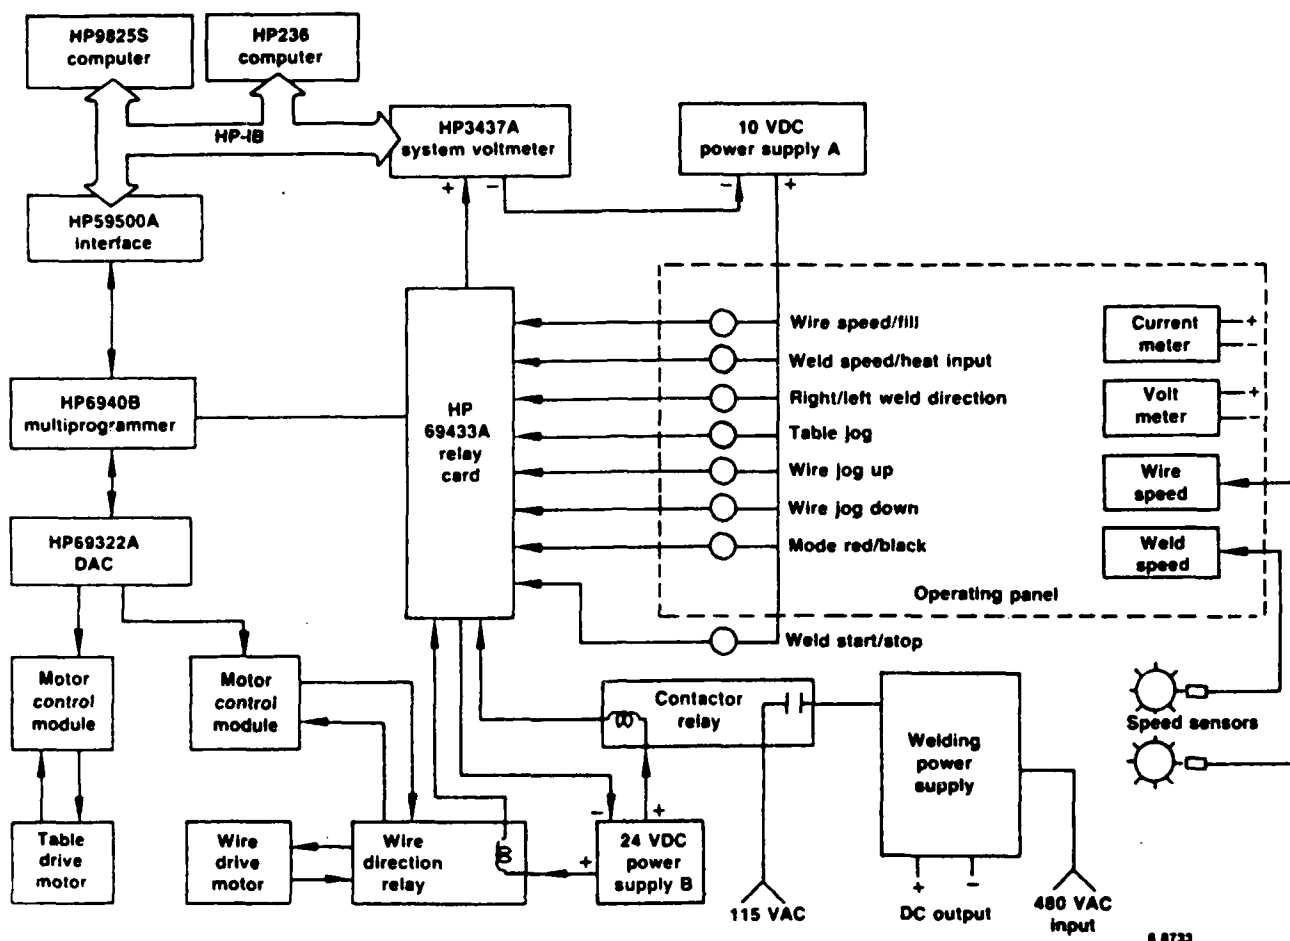 HP9825S
computer
HP236
computer
HP-IB
HP3437A
system voltmeter
+ −
10 VDC
power supply A
− +
HP59500A
interface
HP6940B
multiprogrammer
HP69322A
DAC
HP
69433A
relay
card
Wire speed/fill
Weld speed/heat input
Right/left weld direction
Table jog
Wire jog up
Wire jog down
Mode red/black
Operating panel
Weld start/stop
Current
meter
+
−
Volt
meter
+
−
Wire
speed
Weld
speed
Speed sensors
Motor
control
module
Motor
control
module
Contactor
relay
Welding
power
supply
Table
drive
motor
Wire
drive
motor
Wire
direction
relay
+
− +
24 VDC
power
supply B
115 VAC
+ −
DC output
480 VAC
input
6 8733